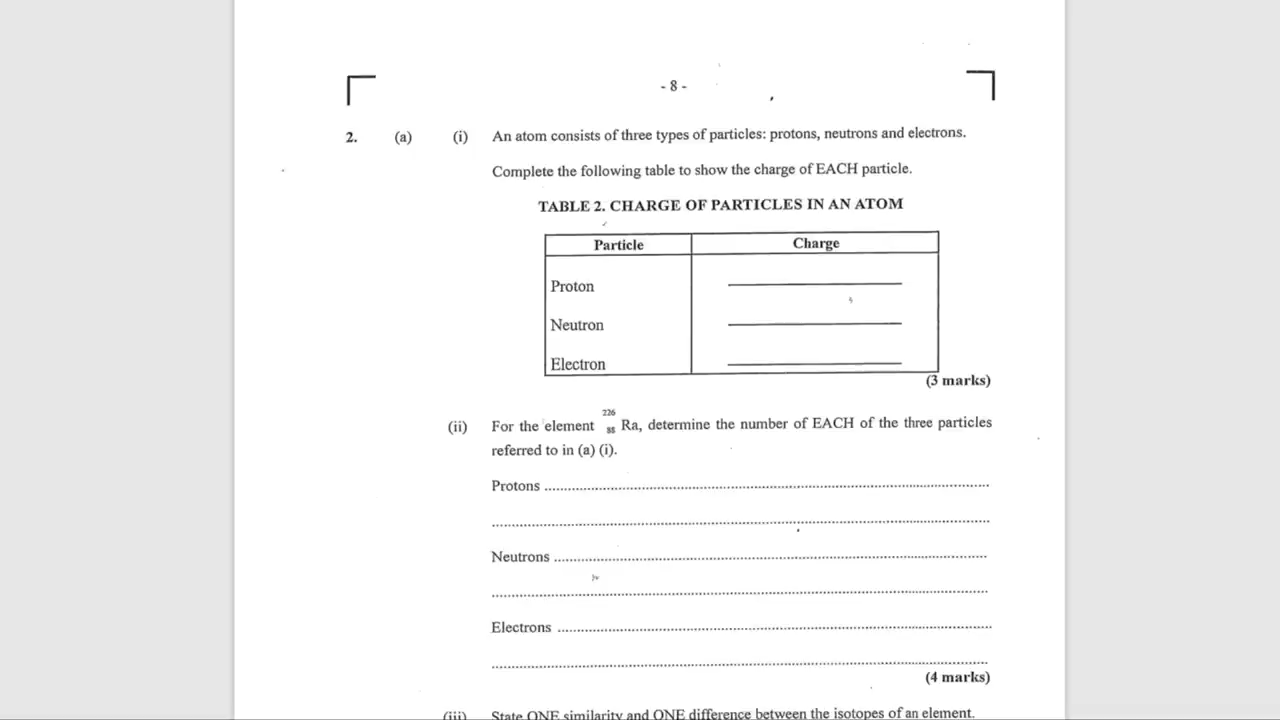 - 8 -
2. (a) (i) An atom consists of three types of particles: protons, neutrons and electrons.
Complete the following table to show the charge of EACH particle.
TABLE 2. CHARGE OF PARTICLES IN AN ATOM
Particle Charge
Proton
Neutron
Electron
(3 marks)
(ii) For the element ²²⁶₈₈ Ra, determine the number of EACH of the three particles
referred to in (a) (i).
Protons
Neutrons
Electrons
(4 marks)
(iii) State ONE similarity and ONE difference between the isotopes of an element.